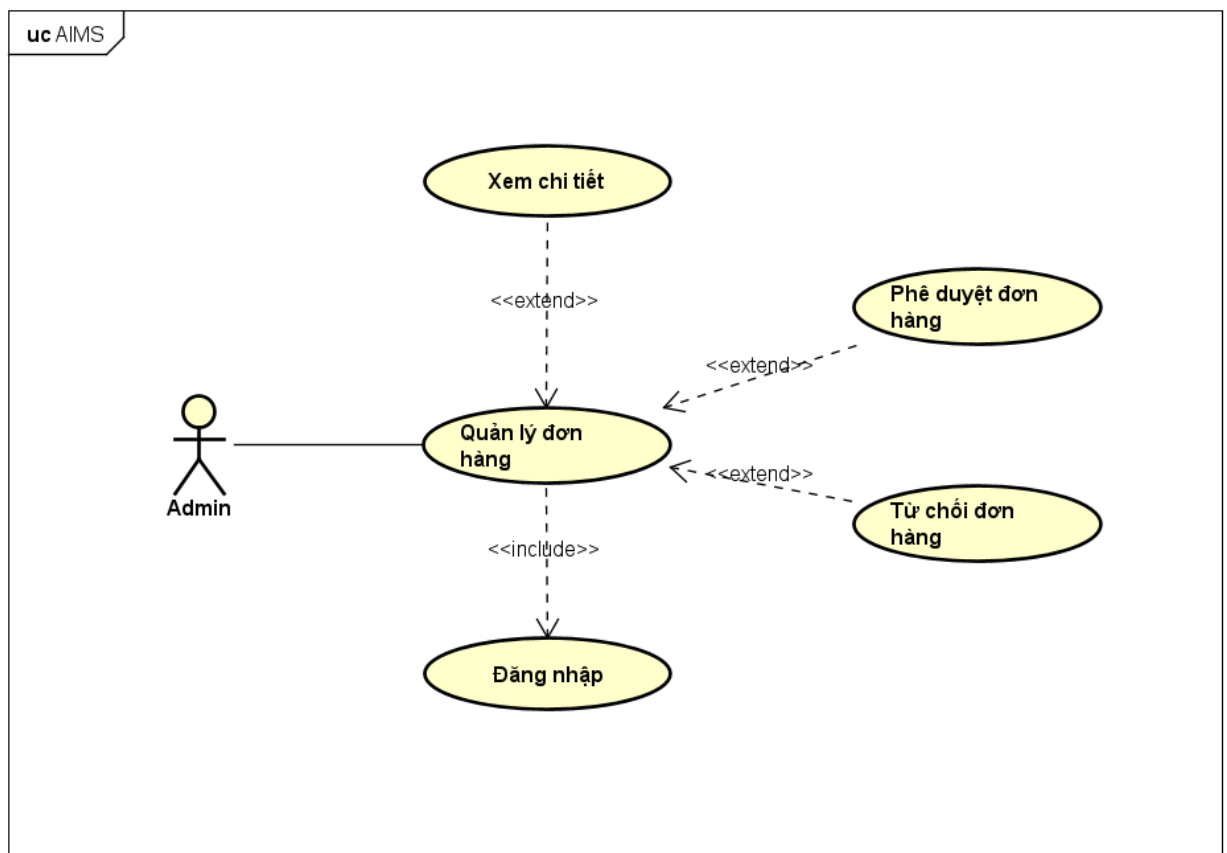 uc AIMS
Xem chi tiết
<<extend>>
Phê duyệt đơn
hàng
<<extend>>
Quản lý đơn
hàng
<<extend>>
Từ chối đơn
hàng
Admin
<<include>>
Đăng nhập